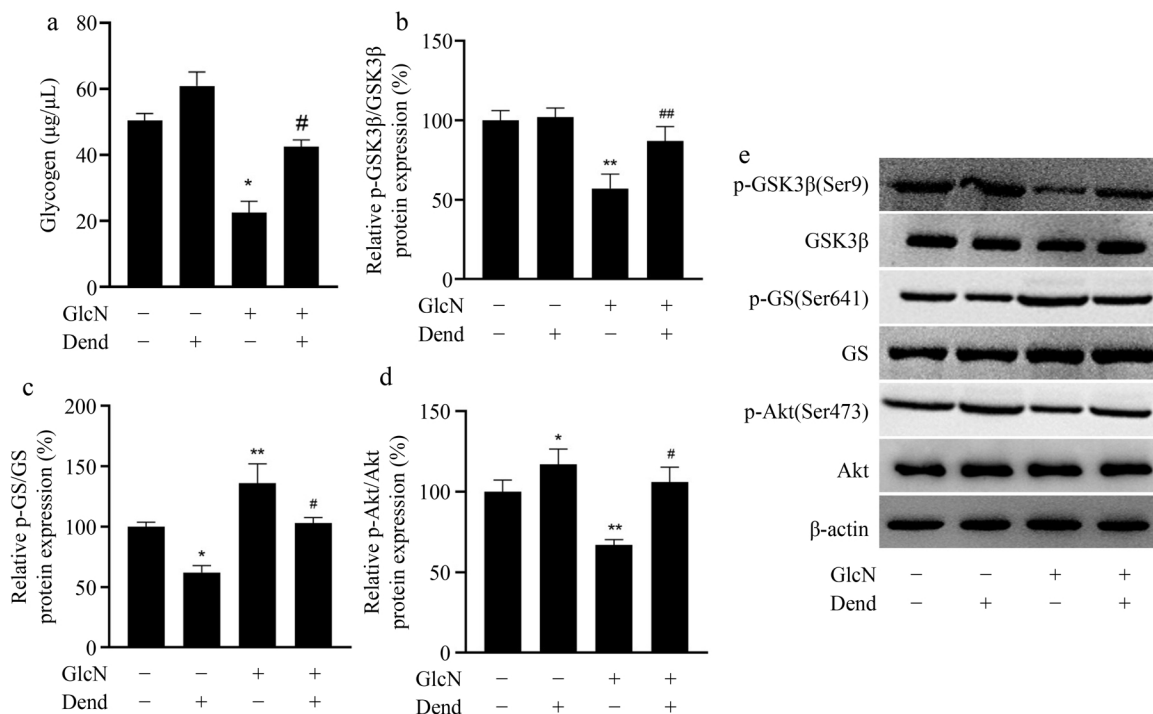 a
80
60
40
20
0
Glycogen (μg/μL)
*
#
GlcN – – + +
Dend – + – +
b
150
100
50
0
Relative p-GSK3β/GSK3β
protein expression (%)
**
##
GlcN – – + +
Dend – + – +
c
200
150
100
50
0
Relative p-GS/GS
protein expression (%)
*
**
#
GlcN – – + +
Dend – + – +
d
150
100
50
0
Relative p-Akt/Akt
protein expression (%)
*
**
#
GlcN – – + +
Dend – + – +
e
p-GSK3β(Ser9)
GSK3β
p-GS(Ser641)
GS
p-Akt(Ser473)
Akt
β-actin
GlcN – – + +
Dend – + – +